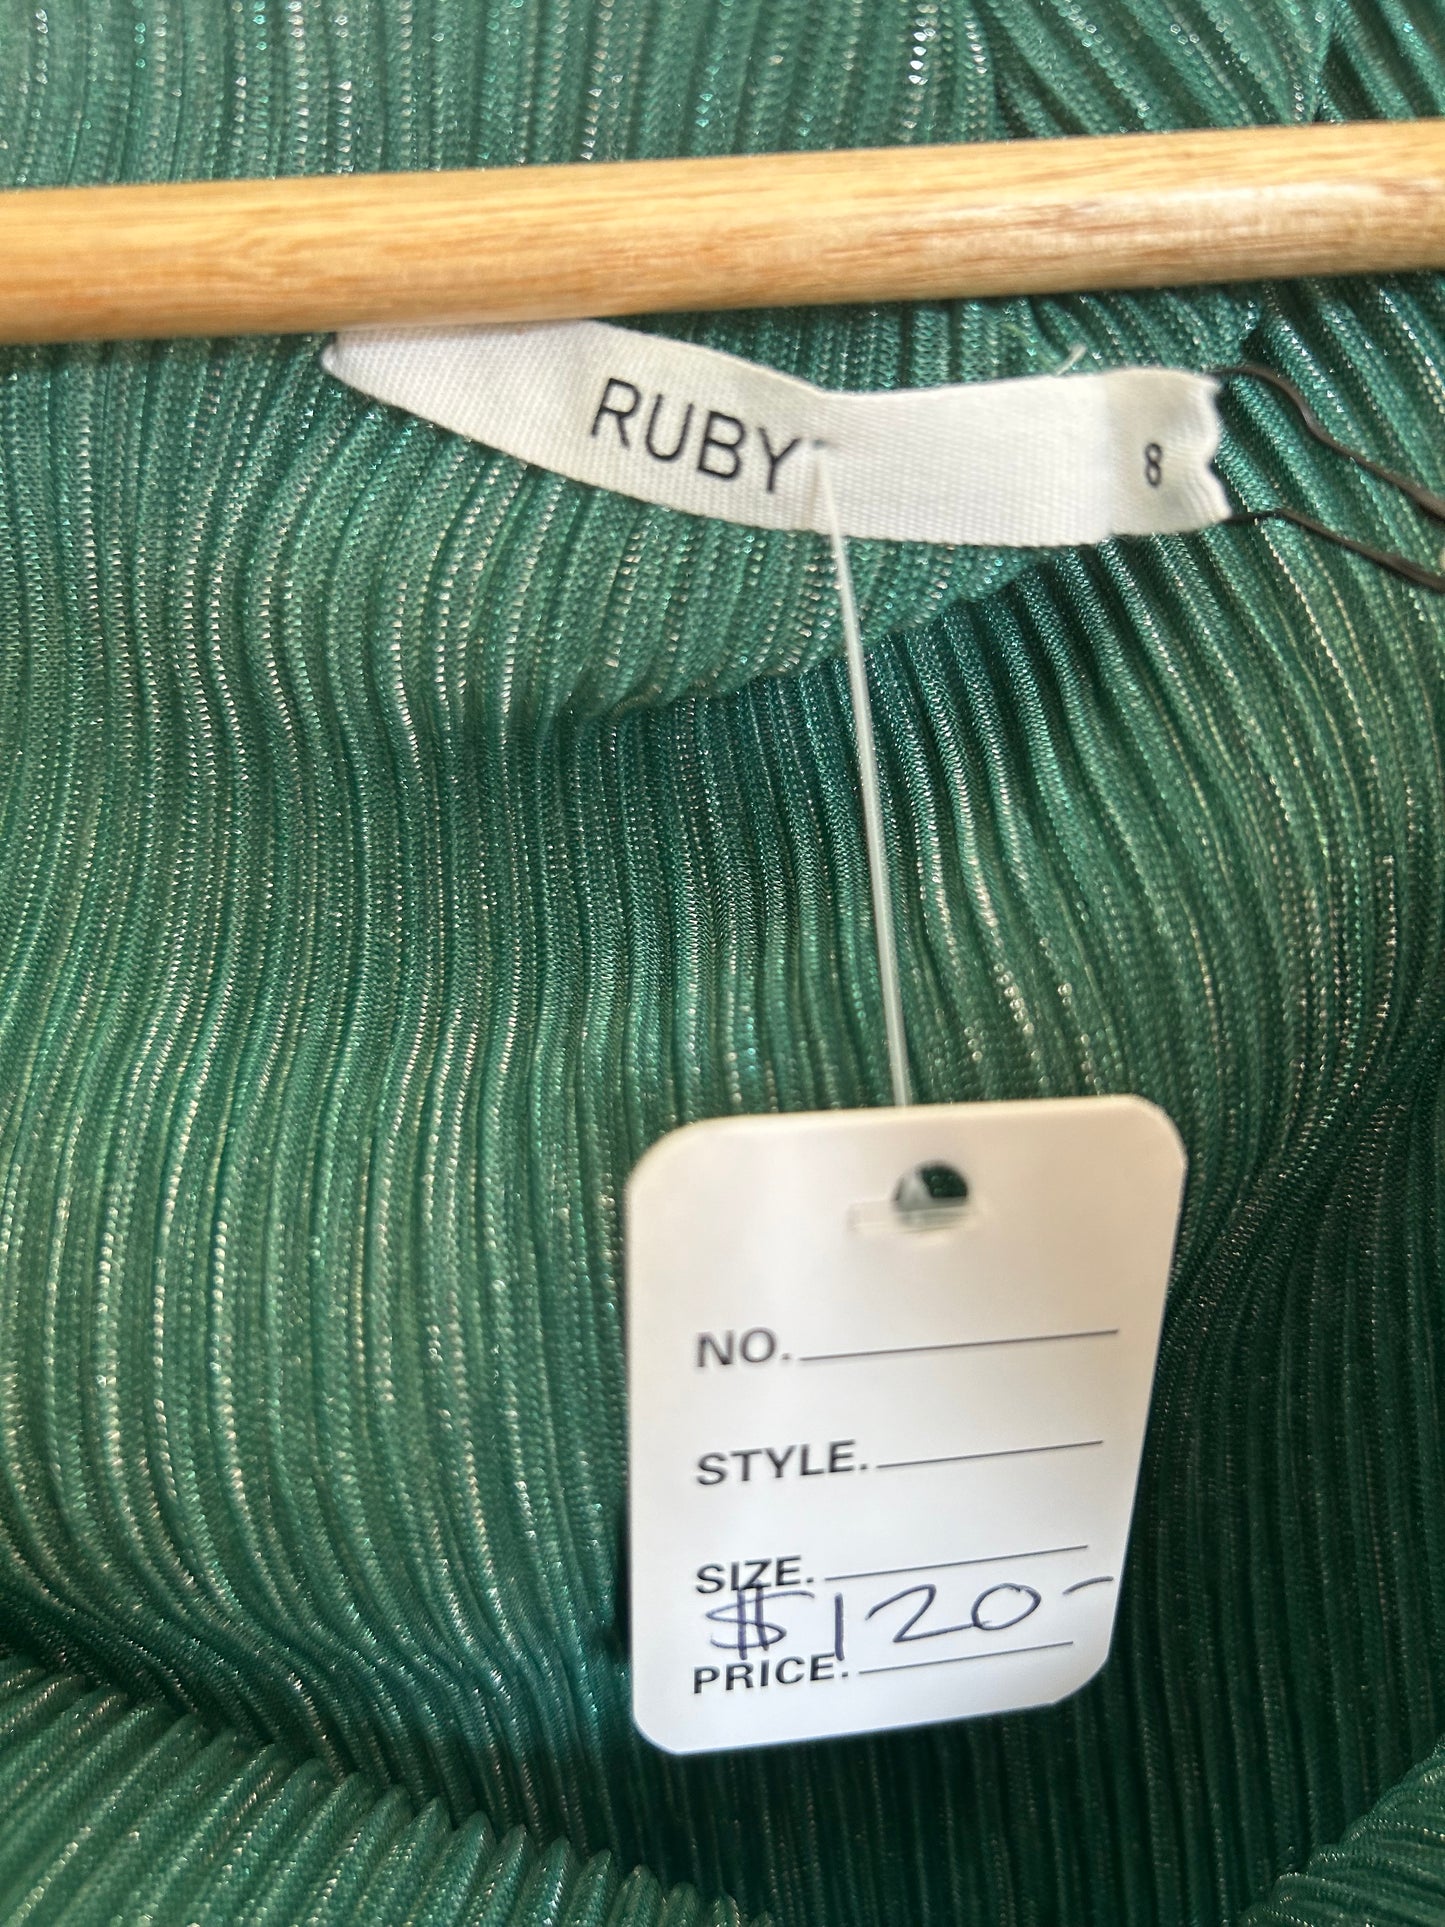 RUBY
8
NO.
STYLE.
SIZE.
$120-
PRICE.